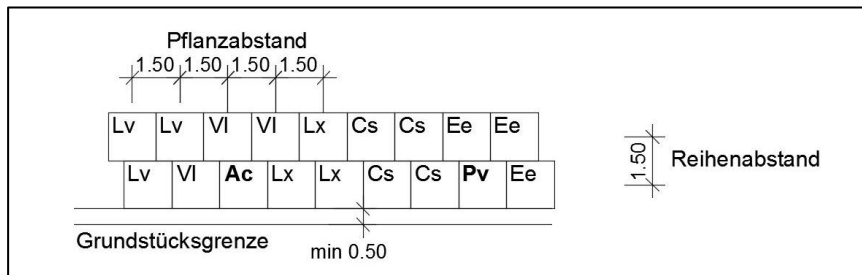 Pflanzabstand
1.50 1.50 1.50 1.50
Lv Lv Vl Vl Lx Cs Cs Ee Ee
Lv Vl Ac Lx Lx Cs Cs Pv Ee
1.50 Reihenabstand
Grundstücksgrenze
min 0.50